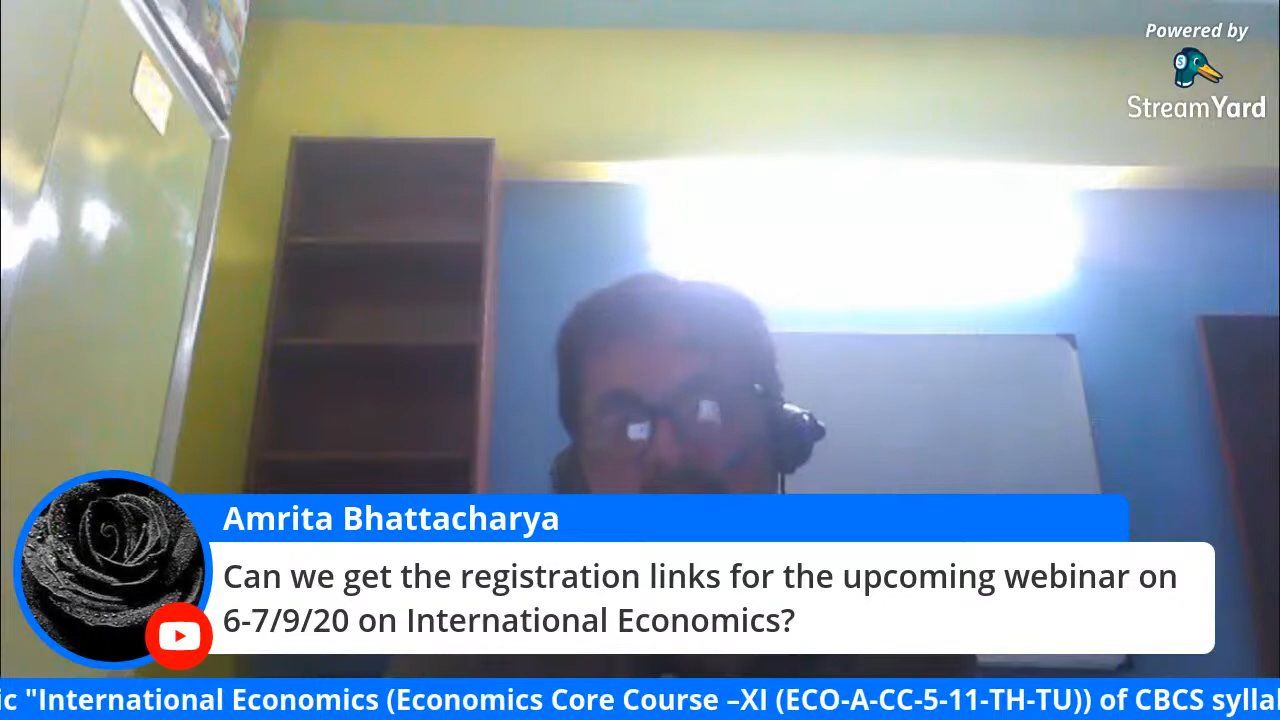 Powered by
StreamYard
Amrita Bhattacharya
Can we get the registration links for the upcoming webinar on
6-7/9/20 on International Economics?
"International Economics (Economics Core Course –XI (ECO-A-CC-5-11-TH-TU)) of CBCS